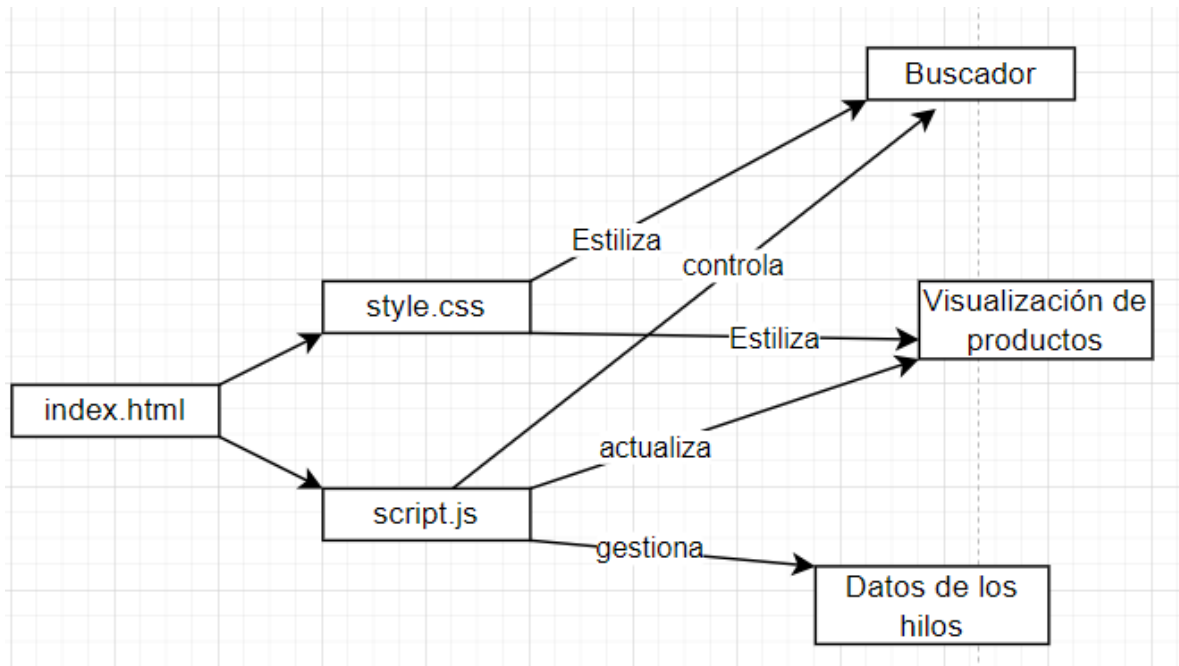 Buscador
Estiliza
controla
style.css
Visualización de
productos
Estiliza
index.html
actualiza
script.js
gestiona
Datos de los
hilos